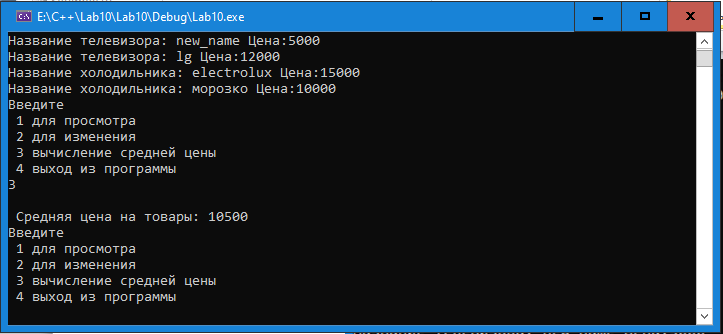 E:\C++\Lab10\Lab10\Debug\Lab10.exe
Название телевизора: new_name Цена:5000
Название телевизора: lg Цена:12000
Название холодильника: electrolux Цена:15000
Название холодильника: морозко Цена:10000
Введите
1 для просмотра
2 для изменения
3 вычисление средней цены
4 выход из программы
3
Средняя цена на товары: 10500
Введите
1 для просмотра
2 для изменения
3 вычисление средней цены
4 выход из программы